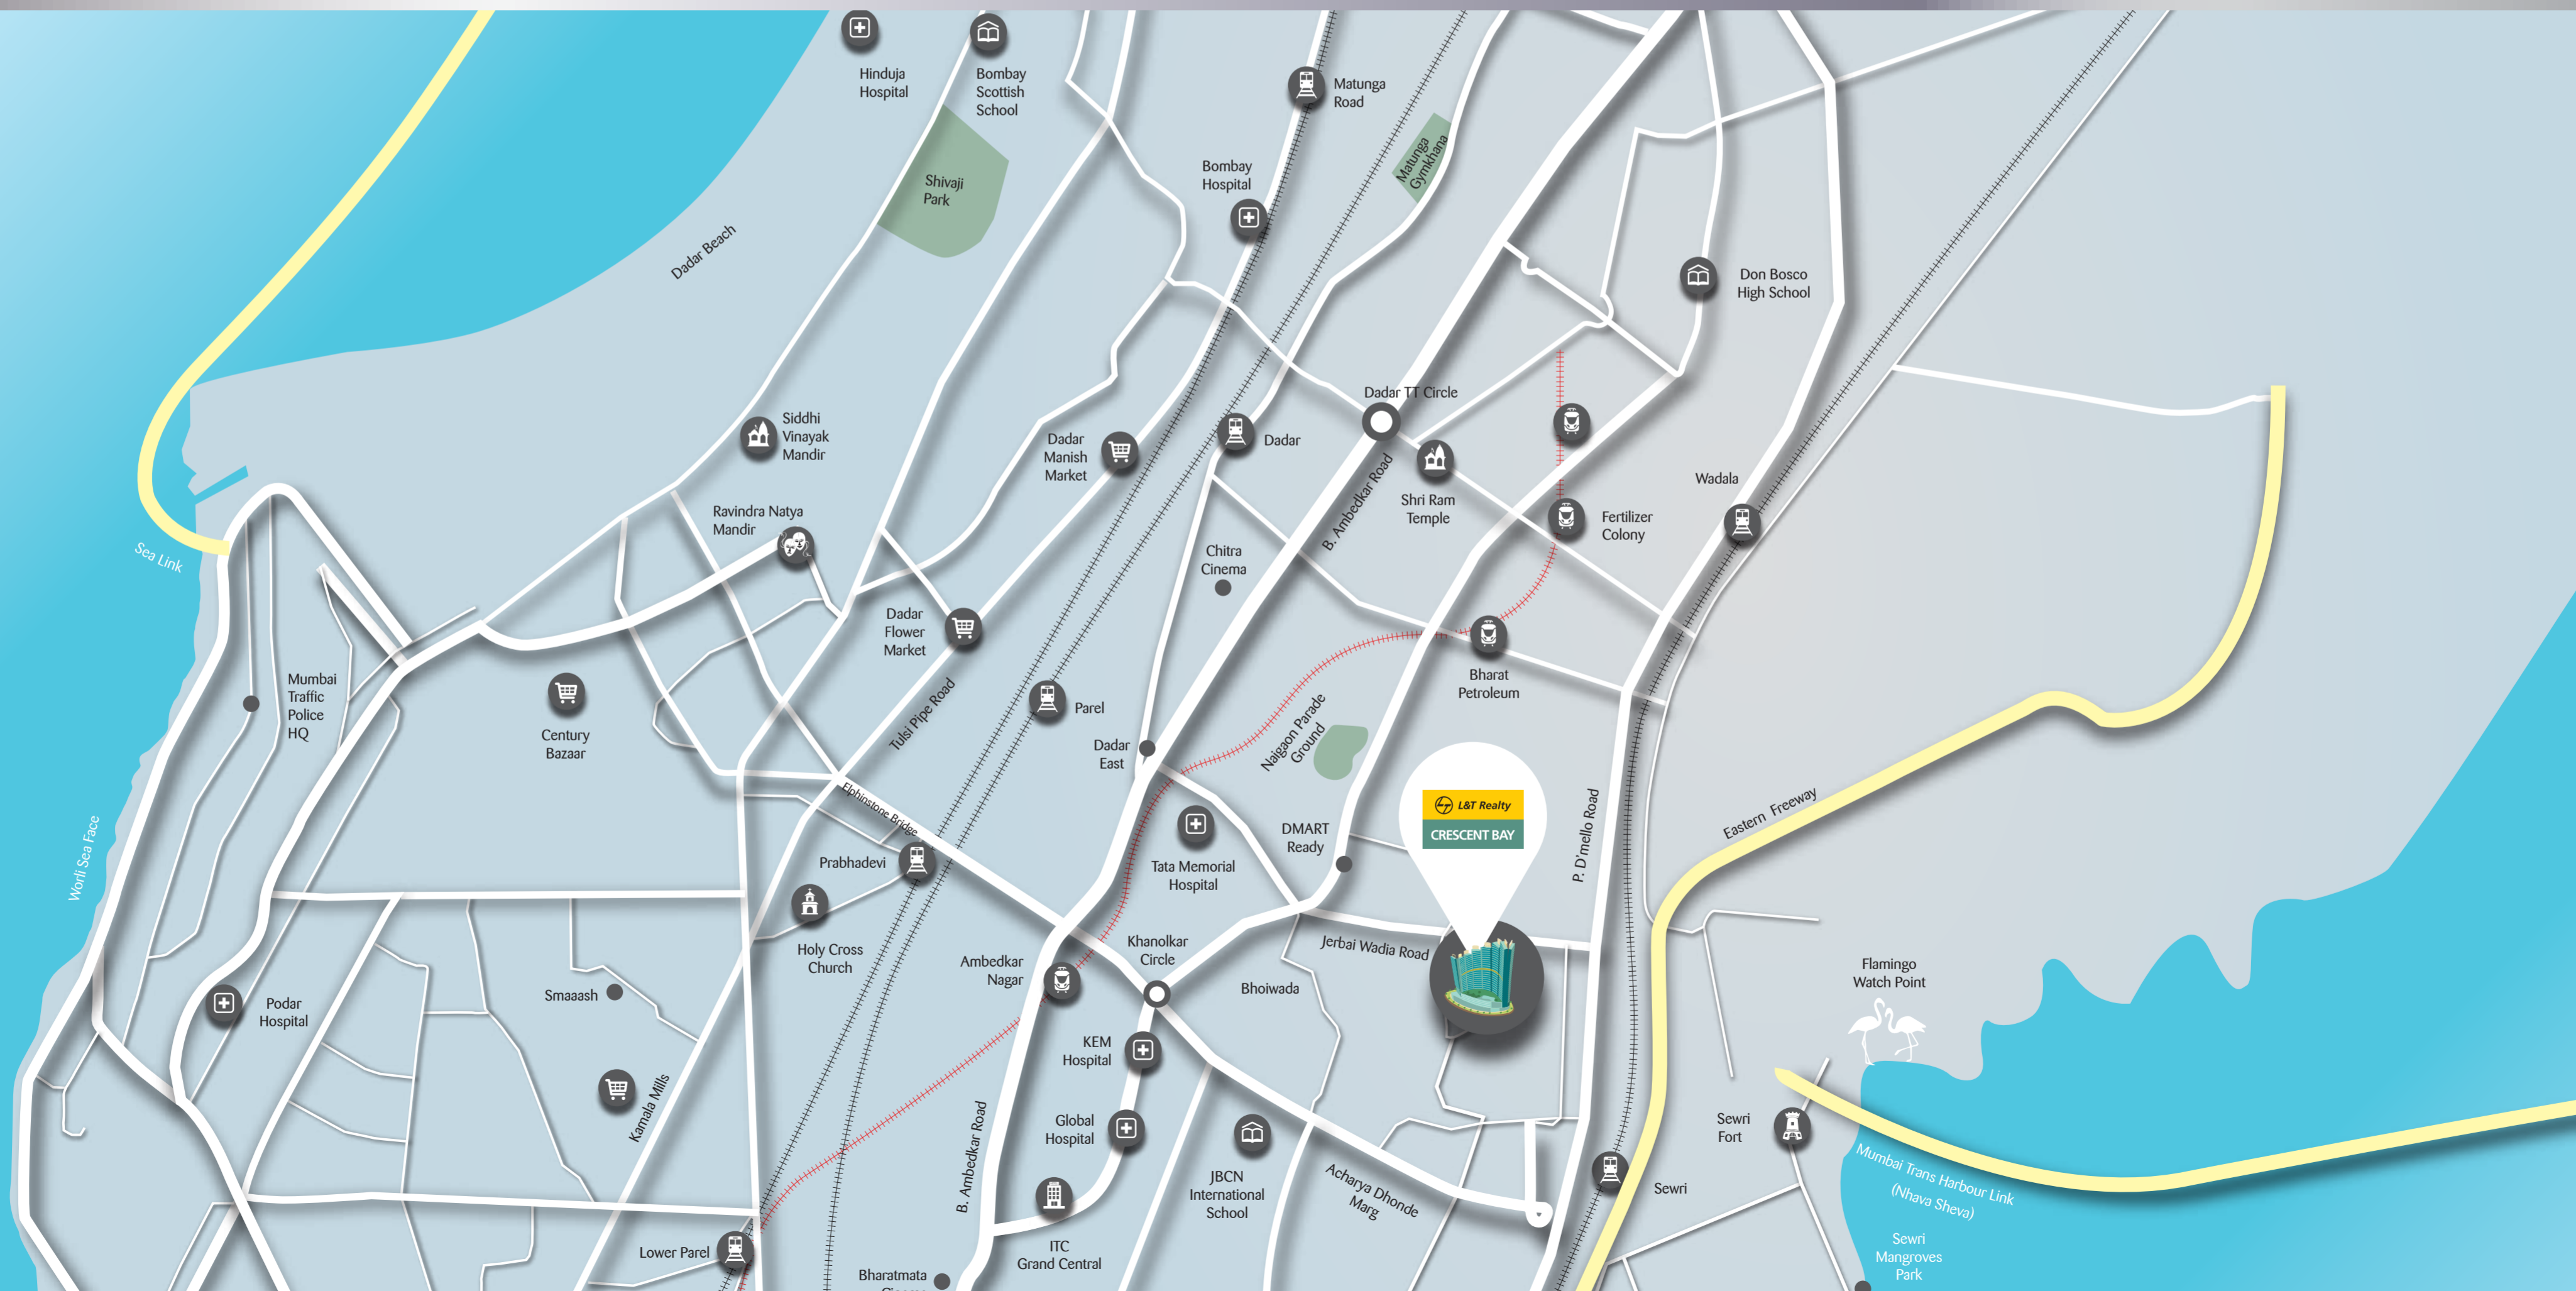 Hinduja
Hospital
Bombay
Scottish
School
Matunga
Road
Matunga
Gymkhana
Bombay
Hospital
Shivaji
Park
Dadar Beach
Don Bosco
High School
Dadar TT Circle
Siddhi
Vinayak
Mandir
Dadar
Manish
Market
Dadar
B. Ambedkar Road
Shri Ram
Temple
Wadala
Fertilizer
Colony
Ravindra Natya
Mandir
Sea Link
Chitra
Cinema
Dadar
Flower
Market
Mumbai
Traffic
Police
HQ
Century
Bazaar
Tulsi Pipe Road
Parel
Bharat
Petroleum
Dadar
East
Naigaon Parade
Ground
L&T Realty
CRESCENT BAY
Elphinstone Bridge
Worli Sea Face
Prabhadevi
Tata Memorial
Hospital
DMART
Ready
P. D'mello Road
Eastern Freeway
Holy Cross
Church
Ambedkar
Nagar
Khanolkar
Circle
Jerbai Wadia Road
Bhoiwada
Flamingo
Watch Point
Podar
Hospital
Smaaash
KEM
Hospital
Kamala Mills
Global
Hospital
B. Ambedkar Road
JBCN
International
School
Acharya Dhonde
Marg
Sewri
Fort
Sewri
Mumbai Trans Harbour Link
(Nhava Sheva)
Lower Parel
ITC
Grand Central
Sewri
Mangroves
Park
Bharatmata